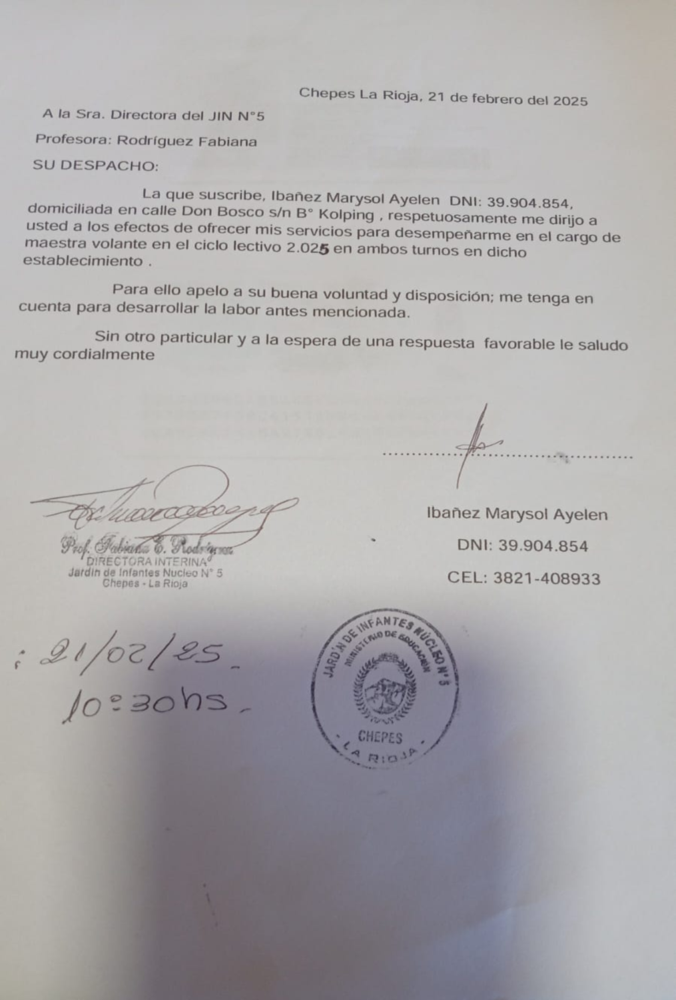 Chepes La Rioja, 21 de febrero del 2025
A la Sra. Directora del JIN N°5
Profesora: Rodríguez Fabiana
SU DESPACHO:
La que suscribe, Ibañez Marysol Ayelen DNI: 39.904.854,
domiciliada en calle Don Bosco s/n B° Kolping , respetuosamente me dirijo a
usted a los efectos de ofrecer mis servicios para desempeñarme en el cargo de
maestra volante en el ciclo lectivo 2.025 en ambos turnos en dicho
establecimiento .
Para ello apelo a su buena voluntad y disposición; me tenga en
cuenta para desarrollar la labor antes mencionada.
Sin otro particular y a la espera de una respuesta favorable le saludo
muy cordialmente
Ibañez Marysol Ayelen
DNI: 39.904.854
CEL: 3821-408933
Prof. Fabiana E. Rodríguez
DIRECTORA INTERINA
Jardín de Infantes Nucleo N° 5
Chepes - La Rioja
: 21/02/25.
10:30hs.
JARDÍN DE INFANTES NÚCLEO N° 5
MINISTERIO DE EDUCACIÓN
CHEPES
- LA RIOJA -